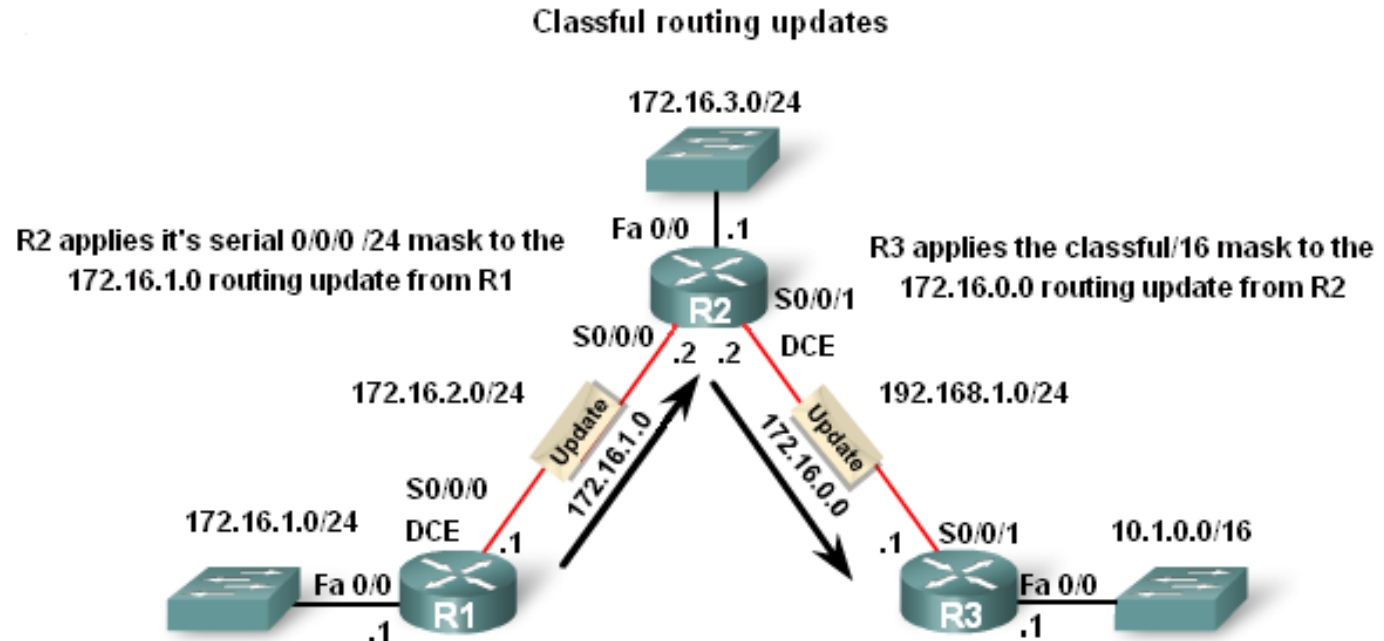 Classful routing updates
172.16.3.0/24
Fa 0/0
.1
R2 applies it's serial 0/0/0 /24 mask to the
172.16.1.0 routing update from R1
R3 applies the classful/16 mask to the
172.16.0.0 routing update from R2
R2
S0/0/1
S0/0/0
.2
.2
DCE
172.16.2.0/24
192.168.1.0/24
Update
172.16.1.0
Update
172.16.0.0
S0/0/0
DCE
172.16.1.0/24
.1
.1
S0/0/1
10.1.0.0/16
Fa 0/0
R1
.1
R3
Fa 0/0
.1